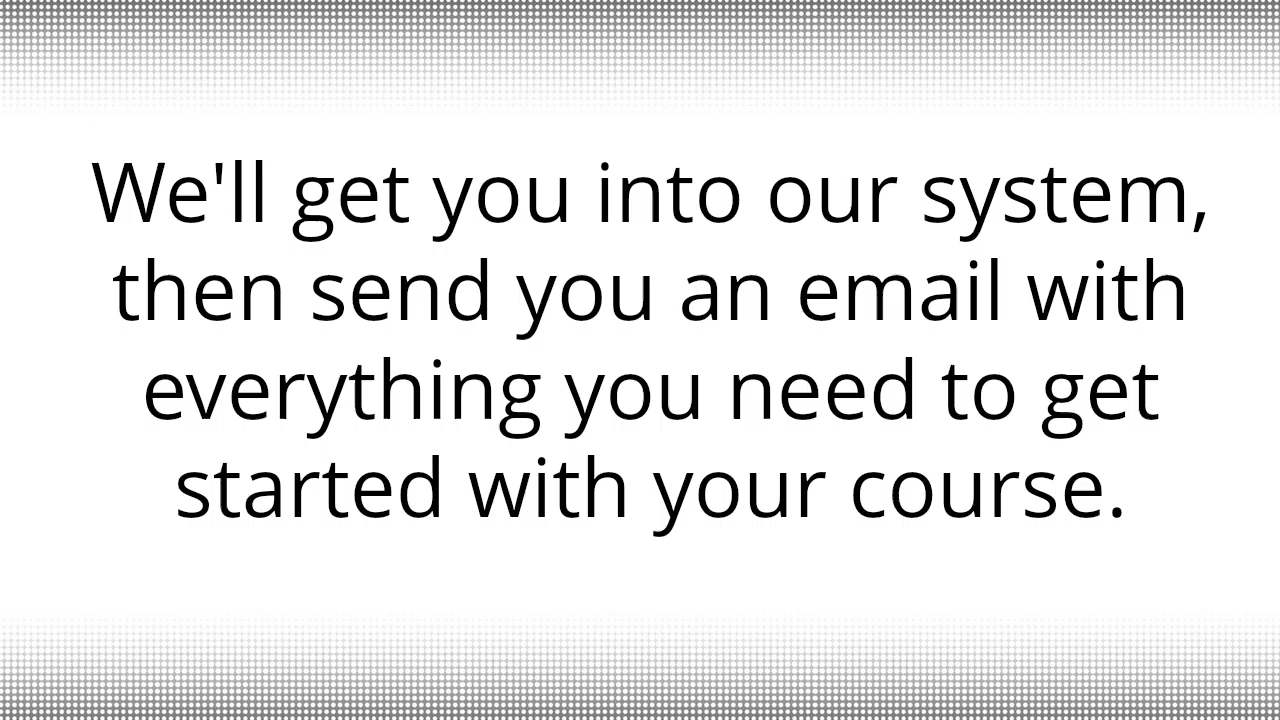 We'll get you into our system,
then send you an email with
everything you need to get
started with your course.